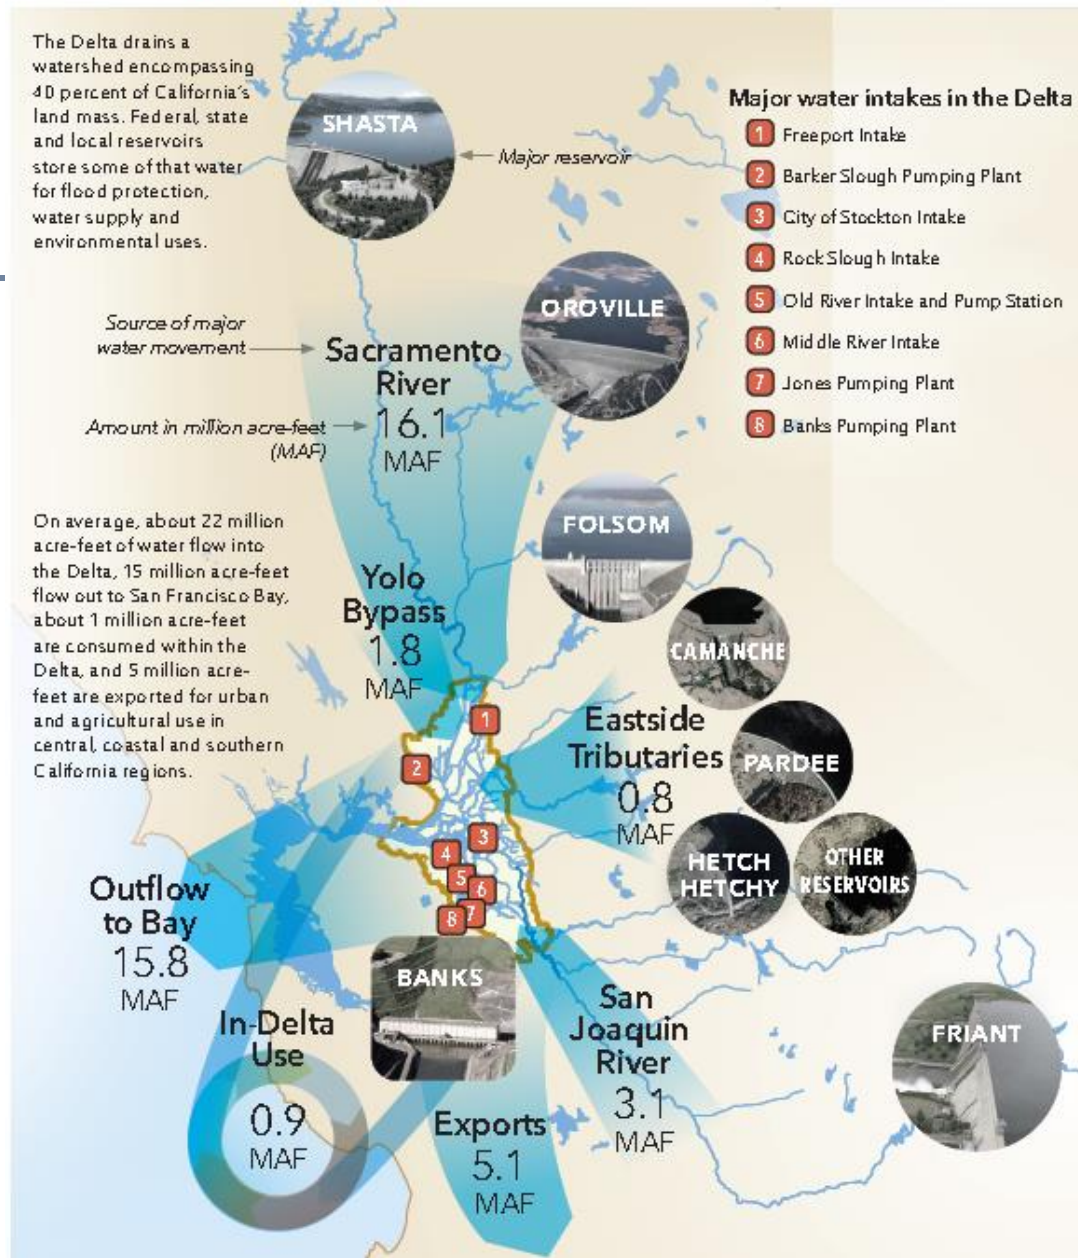 The Delta drains a
watershed encompassing
40 percent of California's
land mass. Federal, state
and local reservoirs
store some of that water
for flood protection,
water supply and
environmental uses.
SHASTA
Major reservoir
Major water intakes in the Delta
1 Freeport Intake
2 Barker Slough Pumping Plant
3 City of Stockton Intake
4 Rock Slough Intake
5 Old River Intake and Pump Station
6 Middle River Intake
7 Jones Pumping Plant
8 Banks Pumping Plant
OROVILLE
Source of major
water movement
Sacramento
River
16.1
MAF
Amount in million acre-feet
(MAF)
On average, about 22 million
acre-feet of water flow into
the Delta, 15 million acre-feet
flow out to San Francisco Bay,
about 1 million acre-feet
are consumed within the
Delta, and 5 million acre-
feet are exported for urban
and agricultural use in
central, coastal and southern
California regions.
FOLSOM
Yolo
Bypass
1.8
MAF
CAMANCHE
Eastside
Tributaries
0.8
MAF
PARDEE
HETCH
HETCHY
OTHER
RESERVOIRS
1
2
3
4
5
6
7
8
Outflow
to Bay
15.8
MAF
BANKS
In-Delta
Use
0.9
MAF
San
Joaquin
River
3.1
MAF
FRIANT
Exports
5.1
MAF